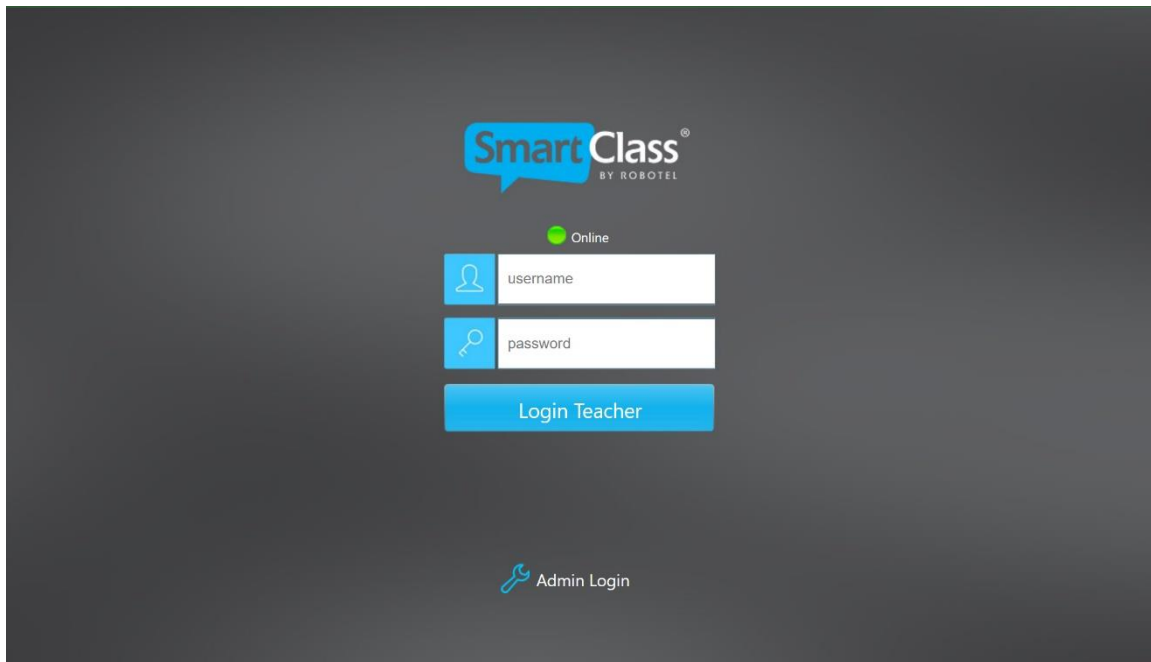 Smart Class®
BY ROBOTEL
Online
username
password
Login Teacher
Admin Login